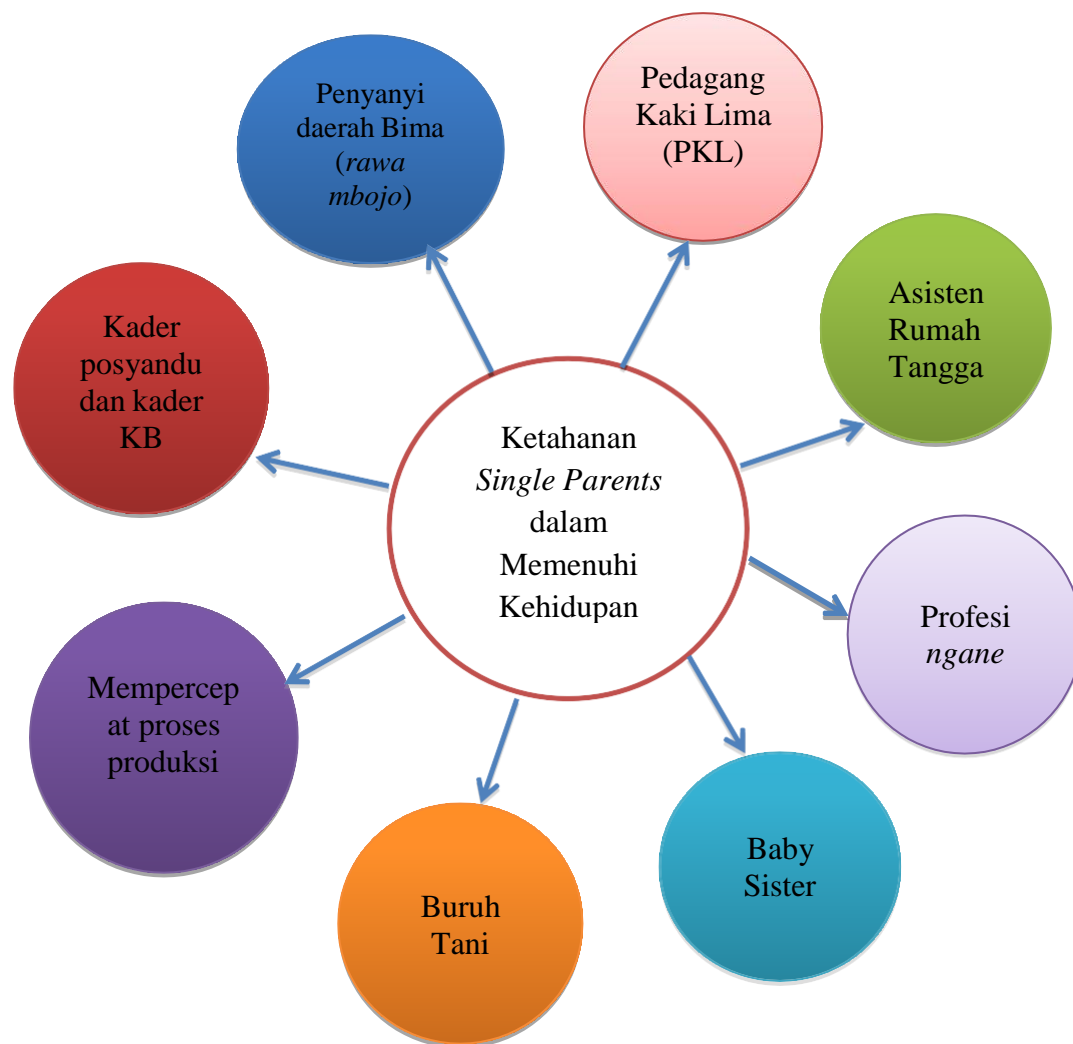 Penyanyi
daerah Bima
(rawa
mbojo)
Pedagang
Kaki Lima
(PKL)
Asisten
Rumah
Tangga
Kader
posyandu
dan kader
KB
Ketahanan
Single Parents
dalam
Memenuhi
Kehidupan
Profesi
ngane
Mempercep
at proses
produksi
Baby
Sister
Buruh
Tani